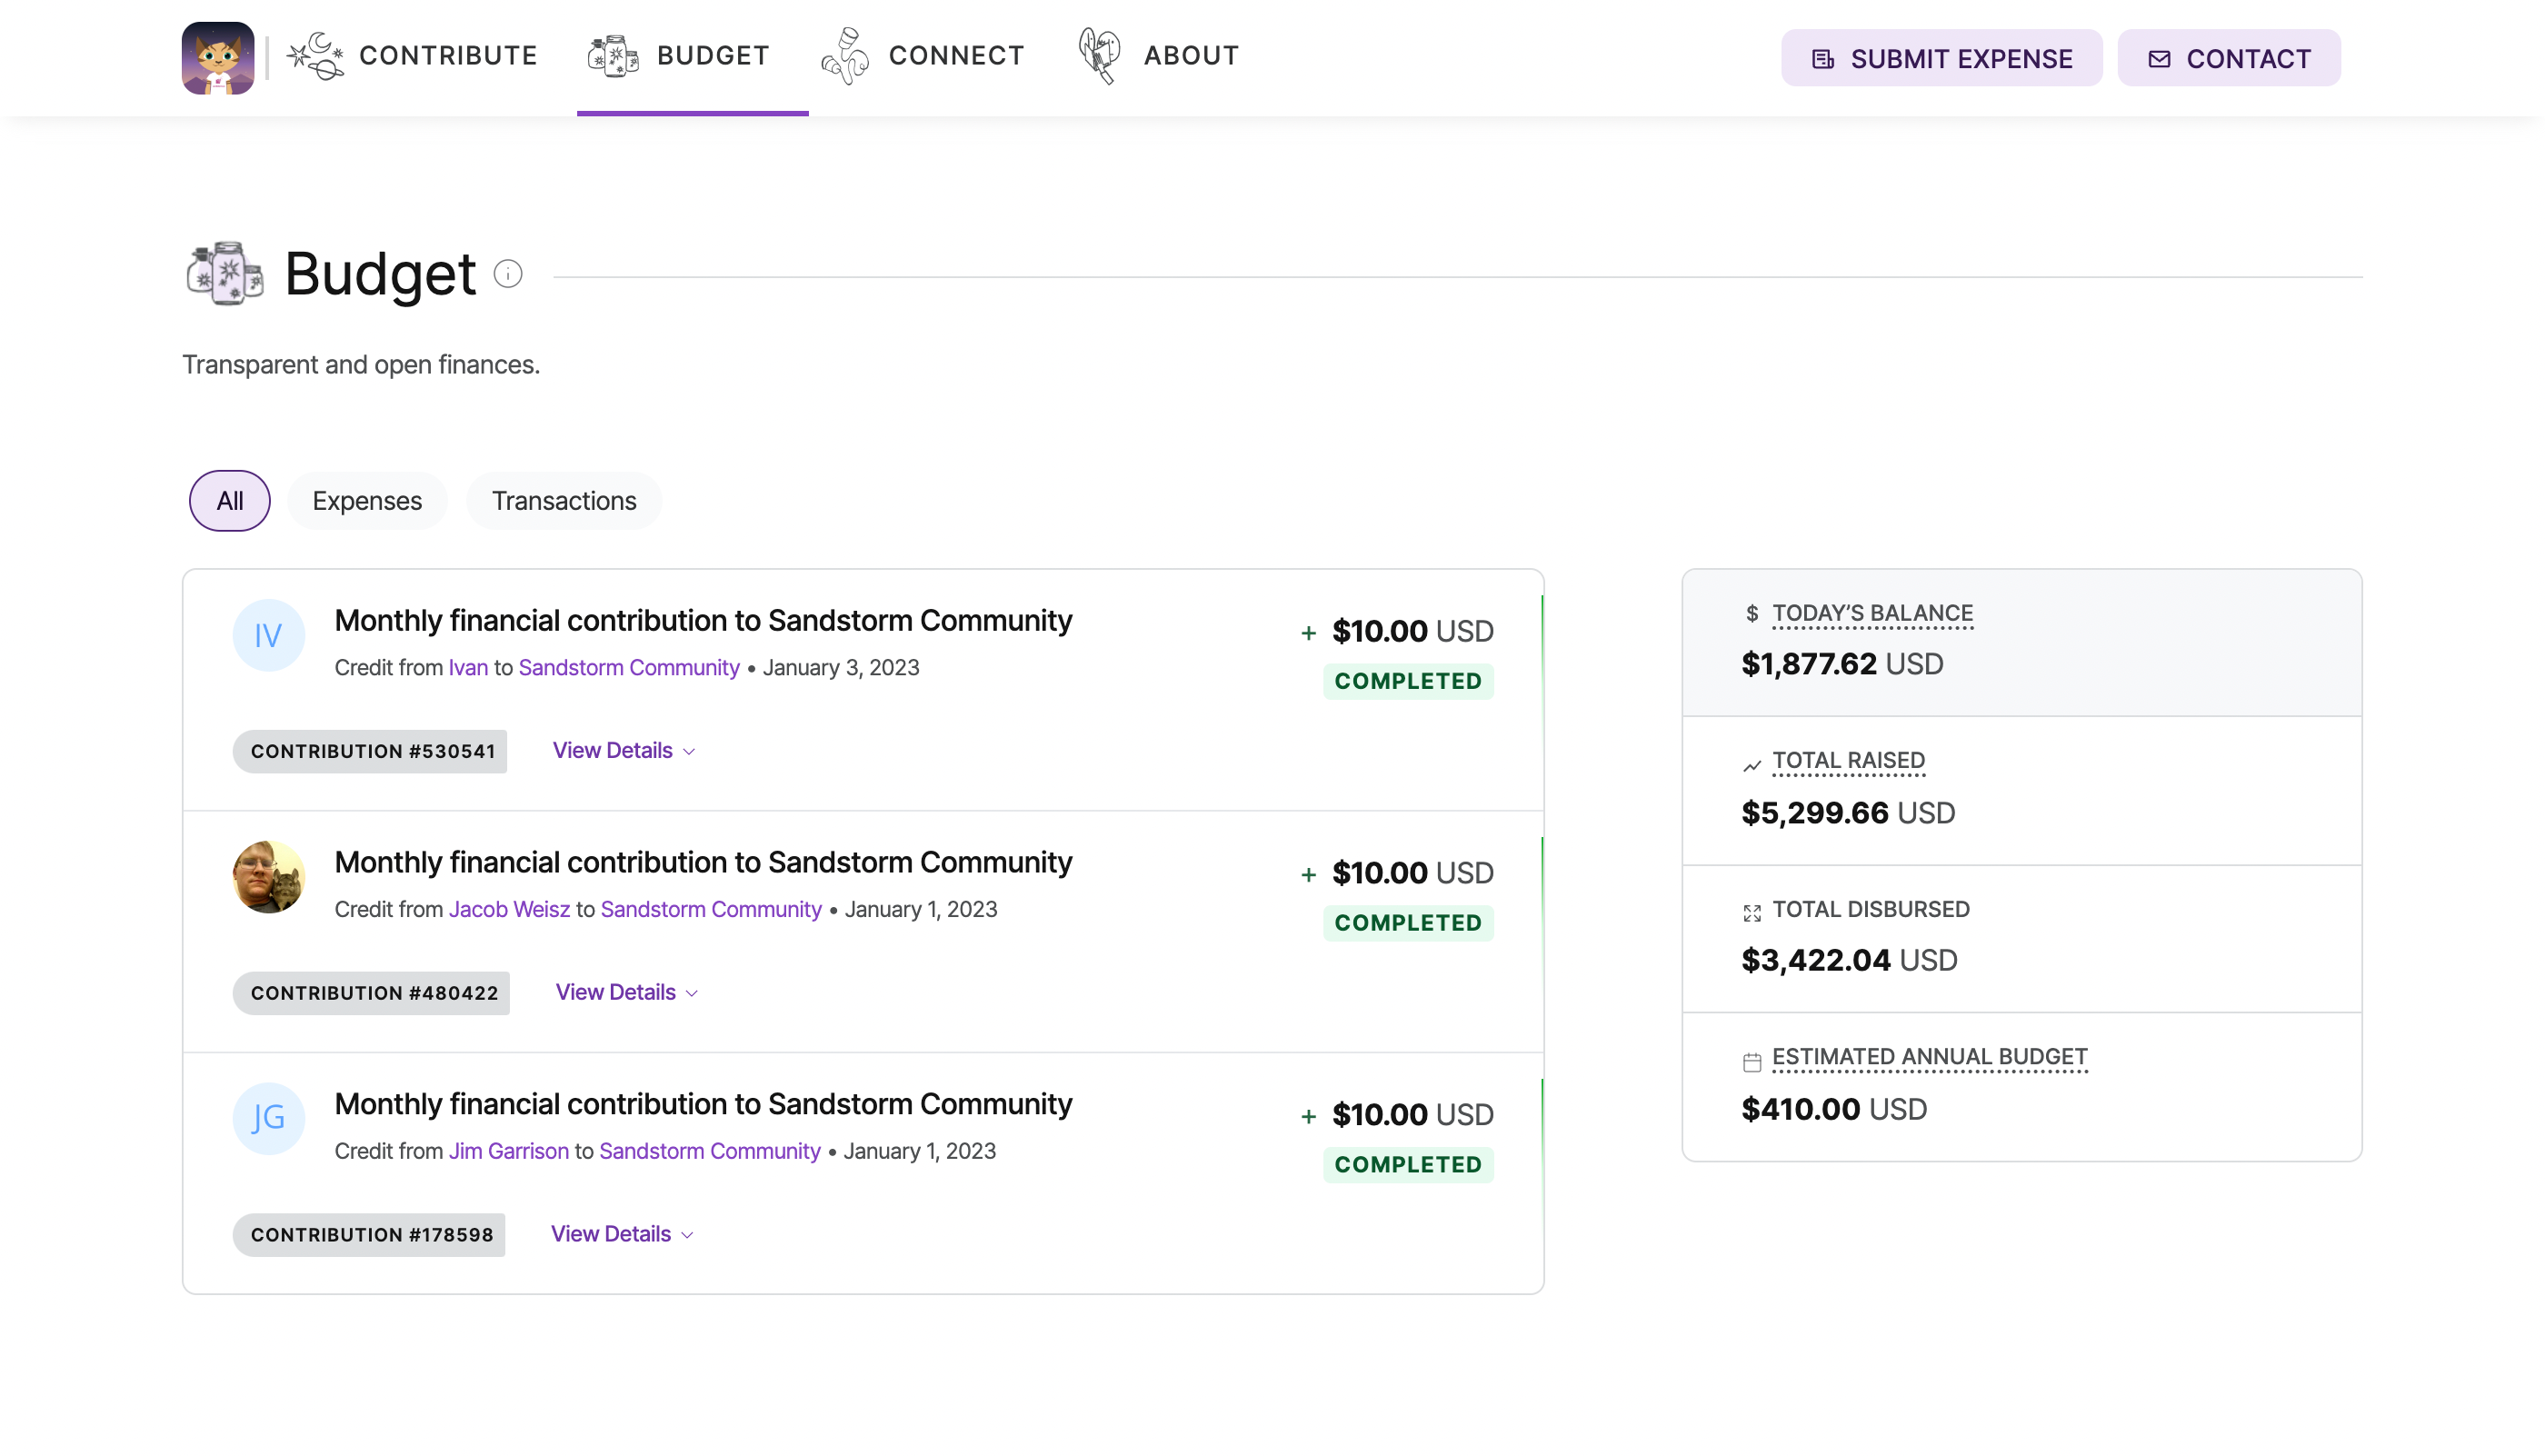 CONTRIBUTE
BUDGET
CONNECT
ABOUT
SUBMIT EXPENSE
CONTACT
Budget
Transparent and open finances.
All
Expenses
Transactions
IV
Monthly financial contribution to Sandstorm Community
+ $10.00 USD
Credit from Ivan to Sandstorm Community • January 3, 2023
COMPLETED
CONTRIBUTION #530541
View Details
Monthly financial contribution to Sandstorm Community
+ $10.00 USD
Credit from Jacob Weisz to Sandstorm Community • January 1, 2023
COMPLETED
CONTRIBUTION #480422
View Details
JG
Monthly financial contribution to Sandstorm Community
+ $10.00 USD
Credit from Jim Garrison to Sandstorm Community • January 1, 2023
COMPLETED
CONTRIBUTION #178598
View Details
$ TODAY’S BALANCE
$1,877.62 USD
TOTAL RAISED
$5,299.66 USD
TOTAL DISBURSED
$3,422.04 USD
ESTIMATED ANNUAL BUDGET
$410.00 USD